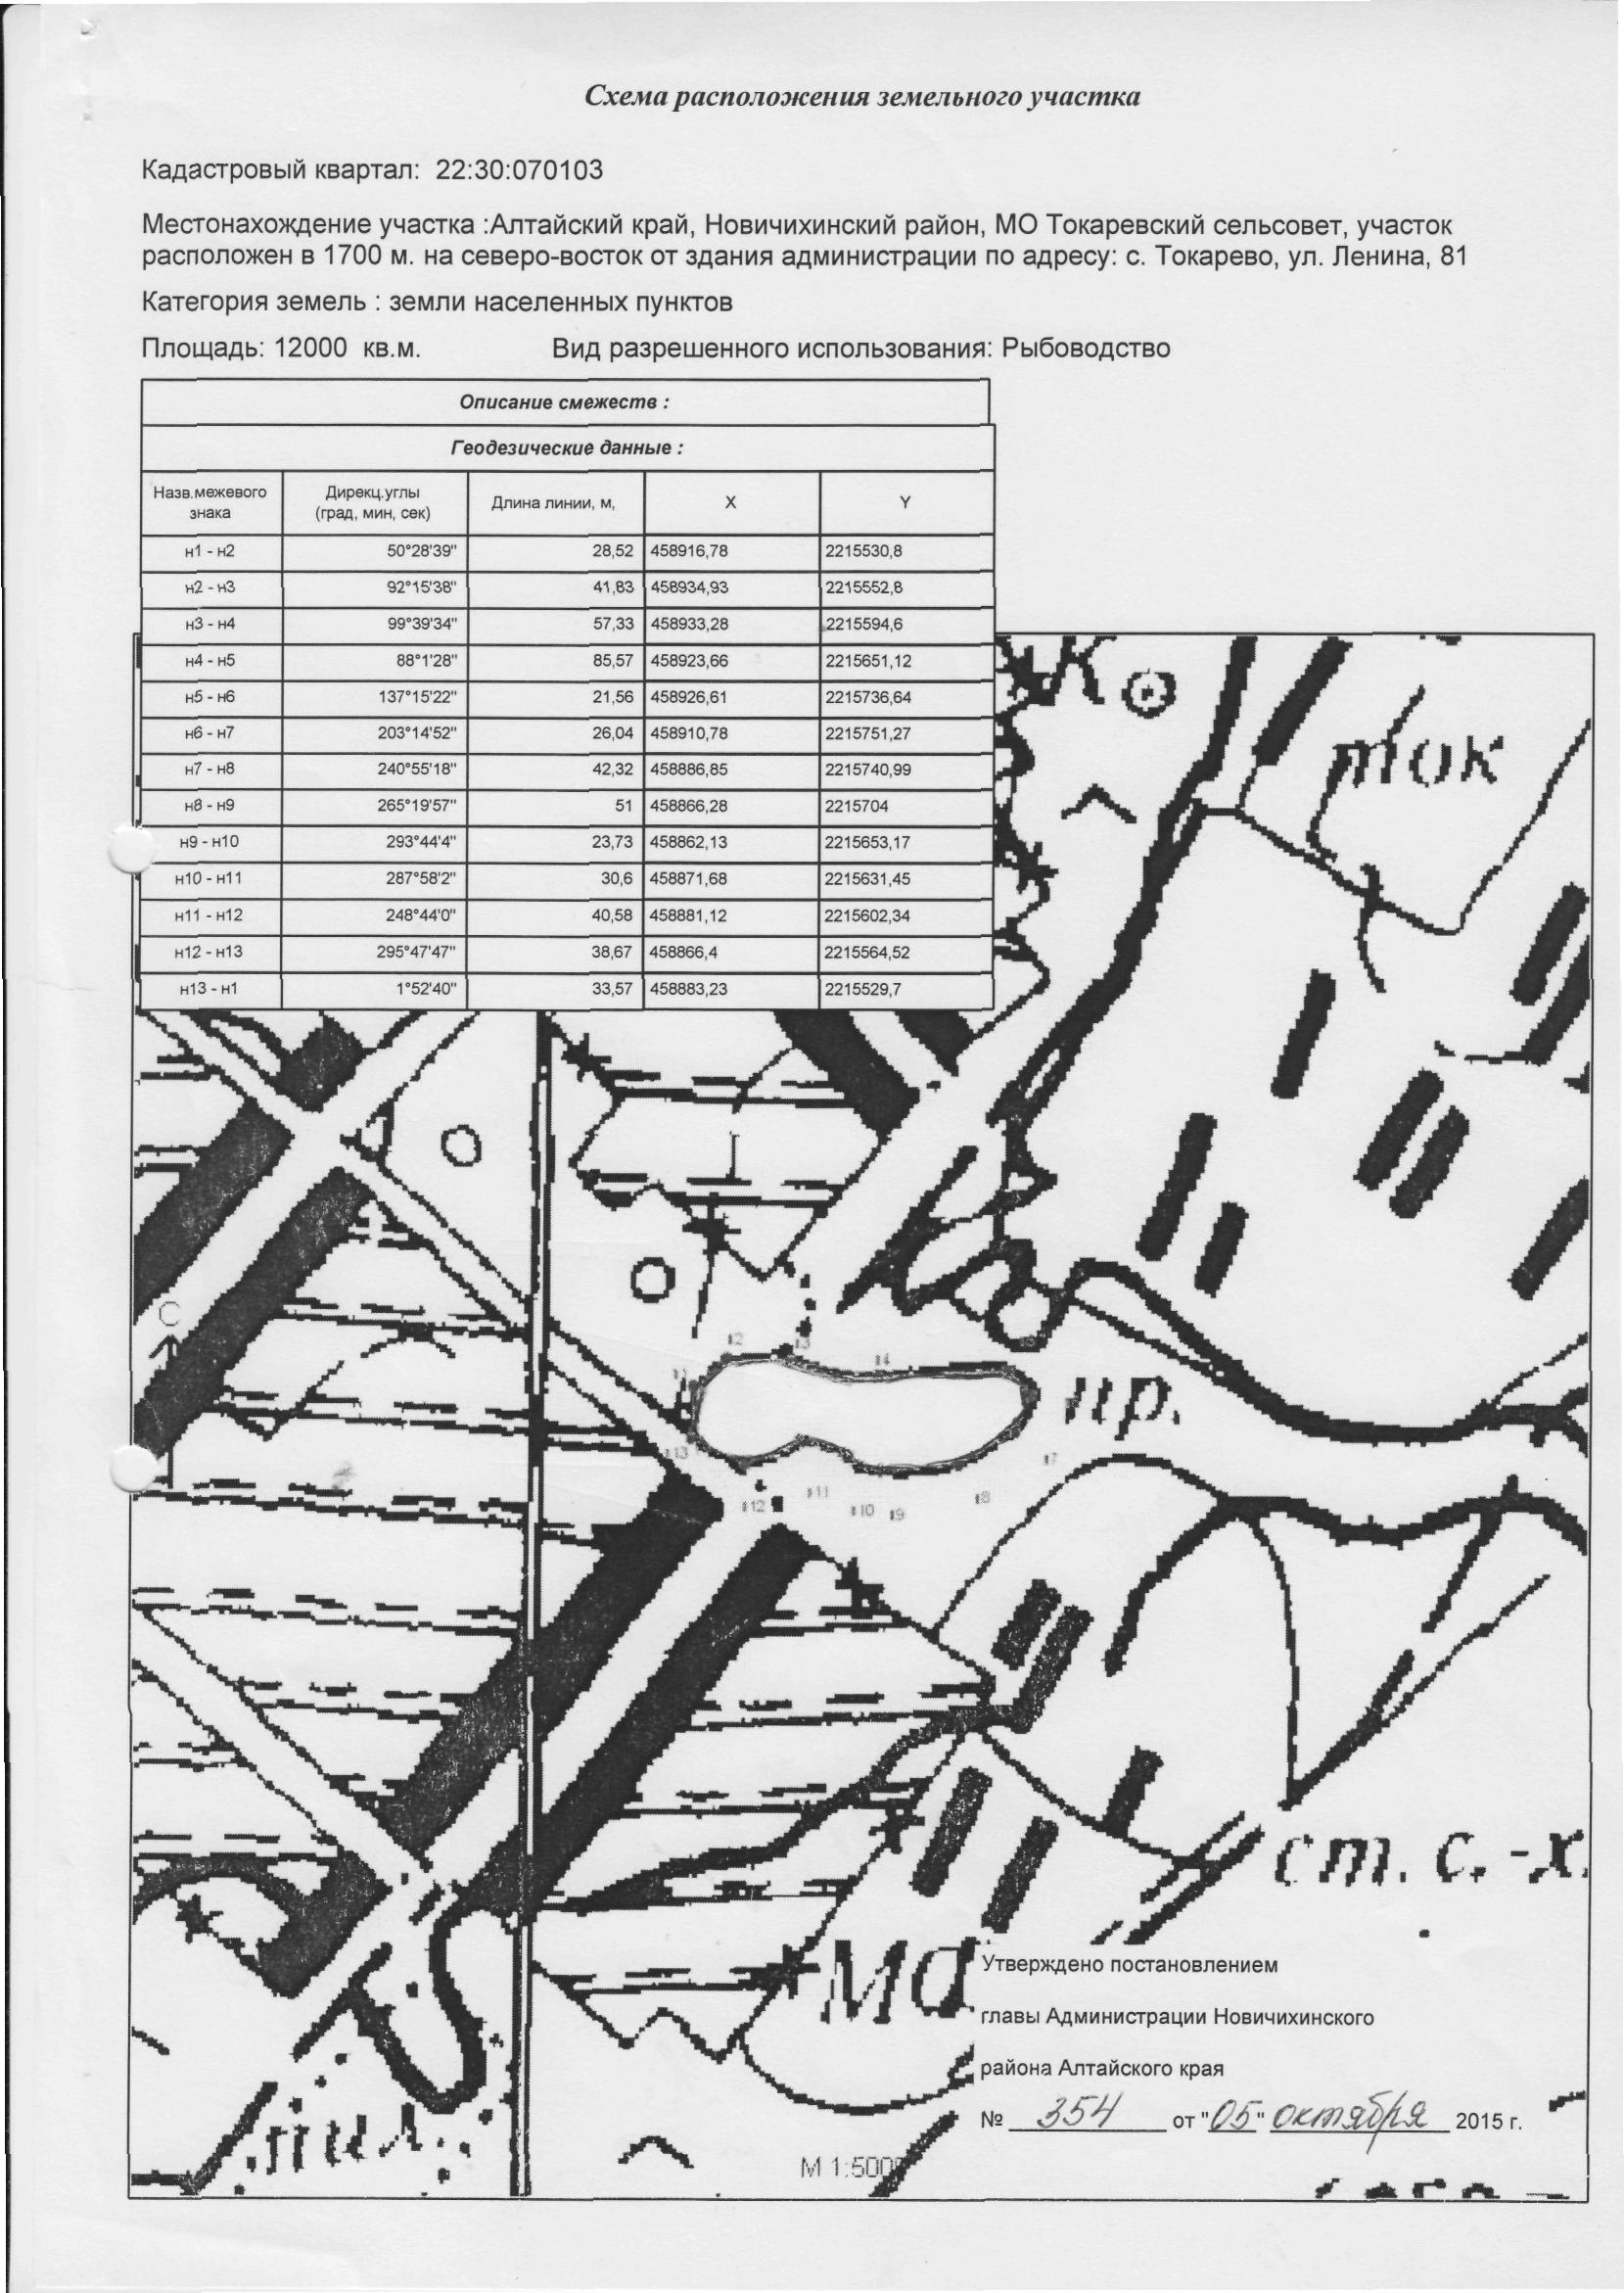 Схема расположения земельного участка
Кадастровый квартал: 22:30:070103
Местонахождение участка :Алтайский край, Новичихинский район, МО Токаревский сельсовет, участок
расположен в 1700 м. на северо-восток от здания администрации по адресу: с. Токарево, ул. Ленина, 81
Категория земель : земли населенных пунктов
Площадь: 12000 кв.м. Вид разрешенного использования: Рыбоводство
Описание смежеств :
Геодезические данные :
Назв.межевого знака Дирекц.углы (град, мин, сек) Длина линии, м, X Y
н1 - н2 50°28'39" 28,52 458916,78 2215530,8
н2 - н3 92°15'38" 41,83 458934,93 2215552,8
н3 - н4 99°39'34" 57,33 458933,28 2215594,6
н4 - н5 88°1'28" 85,57 458923,66 2215651,12
н5 - н6 137°15'22" 21,56 458926,61 2215736,64
н6 - н7 203°14'52" 26,04 458910,78 2215751,27
н7 - н8 240°55'18" 42,32 458886,85 2215740,99
н8 - н9 265°19'57" 51 458866,28 2215704
н9 - н10 293°44'4" 23,73 458862,13 2215653,17
н10 - н11 287°58'2" 30,6 458871,68 2215631,45
н11 - н12 248°44'0" 40,58 458881,12 2215602,34
н12 - н13 295°47'47" 38,67 458866,4 2215564,52
н13 - н1 1°52'40" 33,57 458883,23 2215529,7
ток
С
пр.
ст. с.-х.
Утверждено постановлением
главы Администрации Новичихинского
района Алтайского края
№ 354 от "05" октября 2015 г.
пил.
М 1:5000